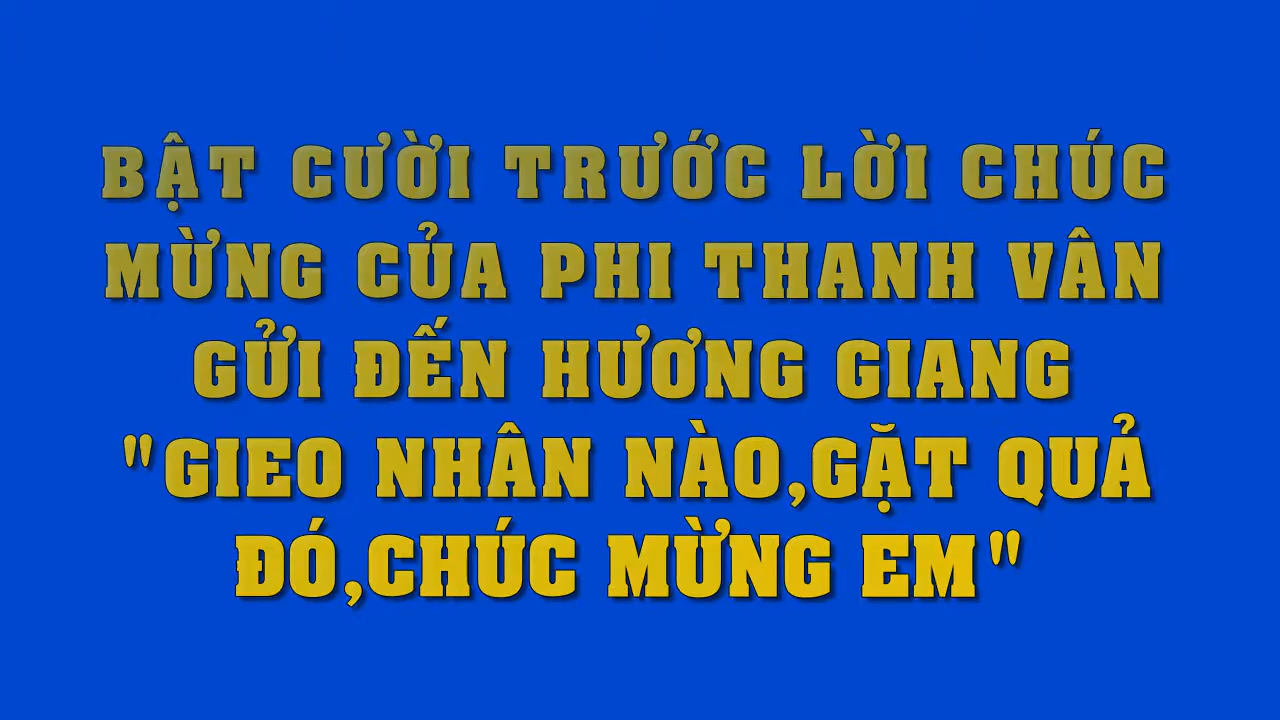 BẬT CƯỜI TRƯỚC LỜI CHÚC
MỪNG CỦA PHI THANH VÂN
GỬI ĐẾN HƯƠNG GIANG
"GIEO NHÂN NÀO,GẶT QUẢ
ĐÓ,CHÚC MỪNG EM"